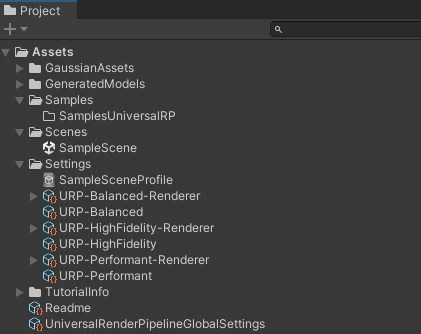 Project
Assets
GaussianAssets
GeneratedModels
Samples
SamplesUniversalRP
Scenes
SampleScene
Settings
SampleSceneProfile
URP-Balanced-Renderer
URP-Balanced
URP-HighFidelity-Renderer
URP-HighFidelity
URP-Performant-Renderer
URP-Performant
TutorialInfo
Readme
UniversalRenderPipelineGlobalSettings